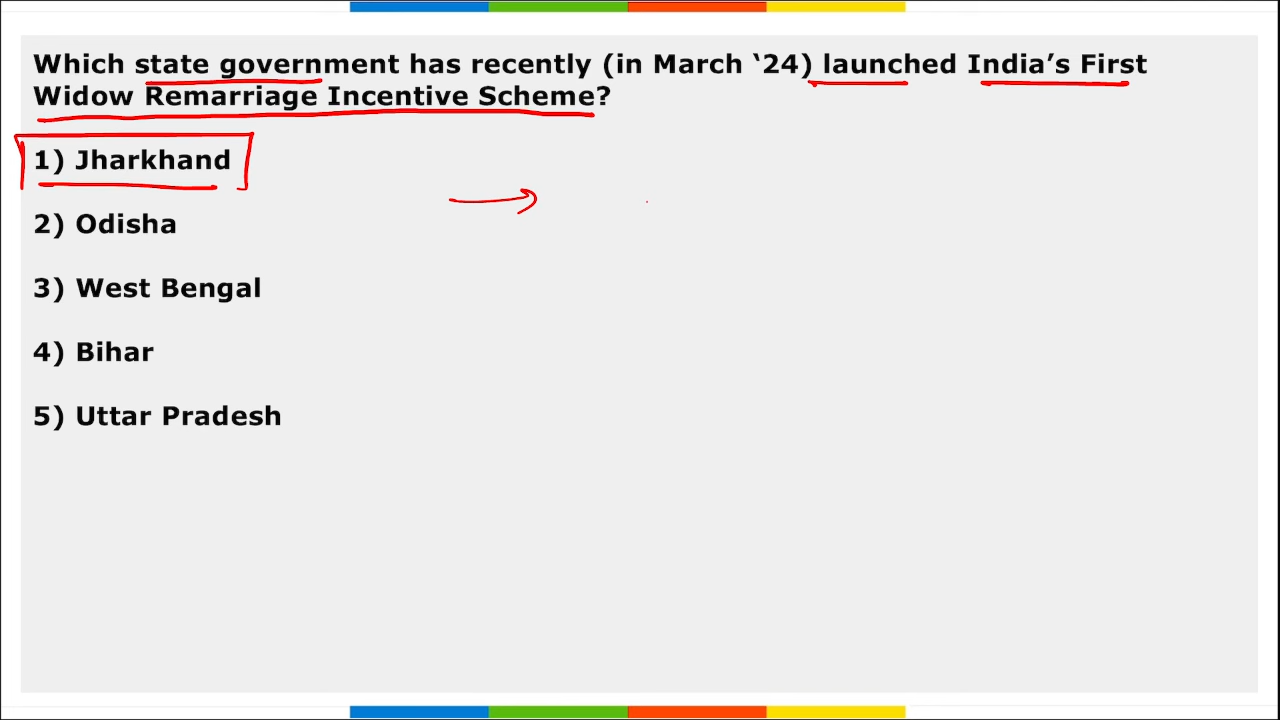 Which state government has recently (in March ‘24) launched India’s First
Widow Remarriage Incentive Scheme?
1) Jharkhand
2) Odisha
3) West Bengal
4) Bihar
5) Uttar Pradesh